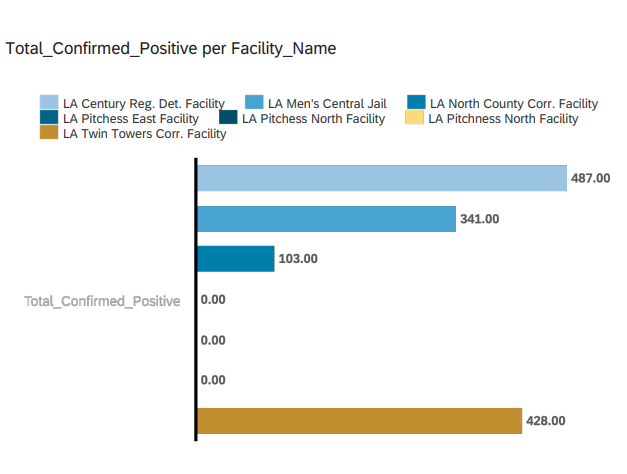 Total_Confirmed_Positive per Facility_Name
LA Century Reg. Det. Facility LA Men's Central Jail LA North County Corr. Facility
LA Pitchess East Facility LA Pitchess North Facility LA Pitchness North Facility
LA Twin Towers Corr. Facility
487.00
341.00
103.00
Total_Confirmed_Positive 0.00
0.00
0.00
428.00